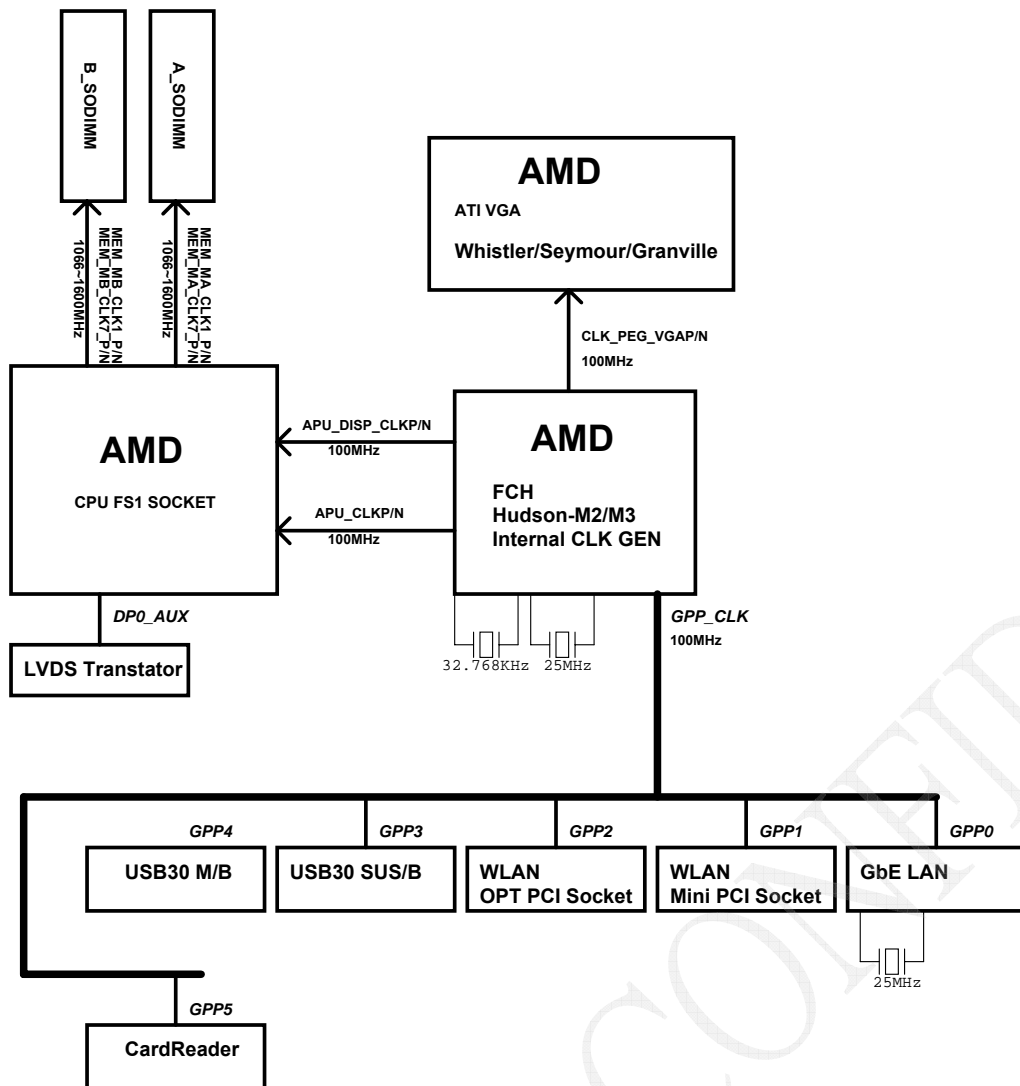 B_SODIMM
A_SODIMM
MEM_MB_CLK1_P/N
MEM_MB_CLK7_P/N
1066~1600MHz
MEM_MA_CLK1_P/N
MEM_MA_CLK7_P/N
1066~1600MHz
AMD
ATI VGA
Whistler/Seymour/Granville
CLK_PEG_VGAP/N
100MHz
AMD
CPU FS1 SOCKET
APU_DISP_CLKP/N
100MHz
APU_CLKP/N
100MHz
AMD
FCH
Hudson-M2/M3
Internal CLK GEN
DP0_AUX
LVDS Transtator
32.768KHz
25MHz
GPP_CLK
100MHz
GPP4
USB30 M/B
GPP3
USB30 SUS/B
GPP2
WLAN
OPT PCI Socket
GPP1
WLAN
Mini PCI Socket
GPP0
GbE LAN
25MHz
GPP5
CardReader
CONFID